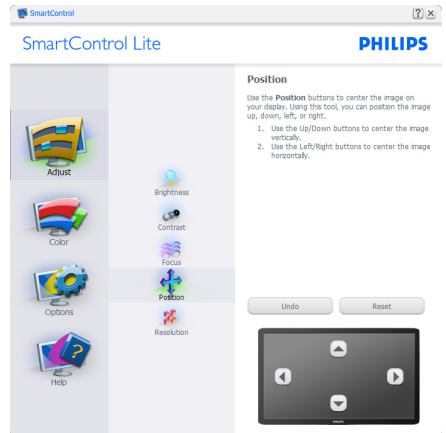 SmartControl
SmartControl Lite
PHILIPS
Adjust
Color
Options
Help
Brightness
Contrast
Focus
Position
Resolution
Position
Use the Position buttons to center the image on
your display. Using this tool, you can position the image
up, down, left, or right.
1. Use the Up/Down buttons to center the image
vertically.
2. Use the Left/Right buttons to center the image
horizontally.
Undo
Reset
PHILIPS